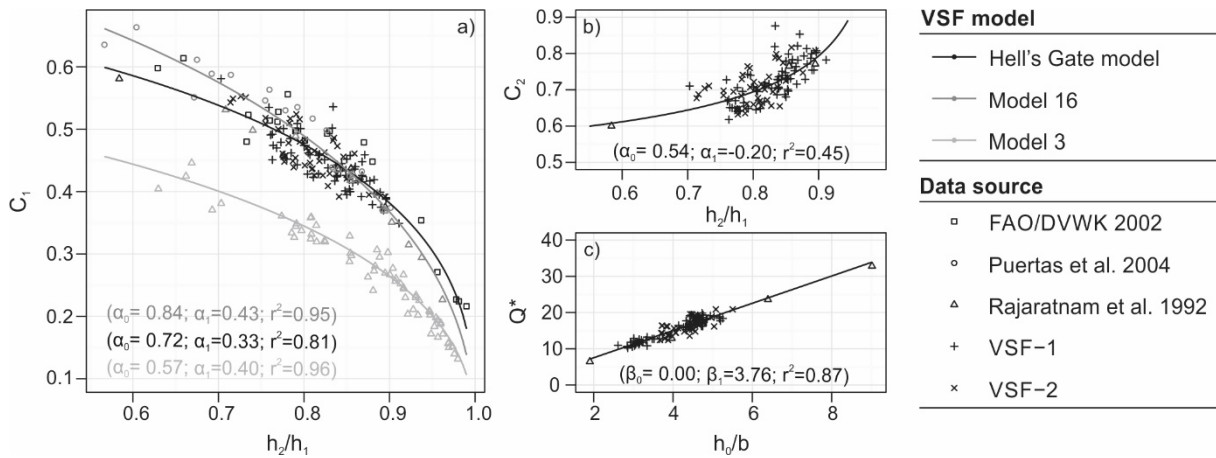 a)
C₁
0.6
0.5
0.4
0.3
0.2
0.1
(α₀= 0.84; α₁=0.43; r²=0.95)
(α₀= 0.72; α₁=0.33; r²=0.81)
(α₀= 0.57; α₁=0.40; r²=0.96)
0.6 0.7 0.8 0.9 1.0
h₂/h₁
b)
C₂
0.9
0.8
0.7
0.6
0.5
(α₀= 0.54; α₁=-0.20; r²=0.45)
0.6 0.7 0.8 0.9
h₂/h₁
c)
Q*
40
30
20
10
0
(β₀= 0.00; β₁=3.76; r²=0.87)
2 4 6 8
h₀/b
VSF model
Hell's Gate model
Model 16
Model 3
Data source
FAO/DVWK 2002
Puertas et al. 2004
Rajaratnam et al. 1992
VSF−1
VSF−2